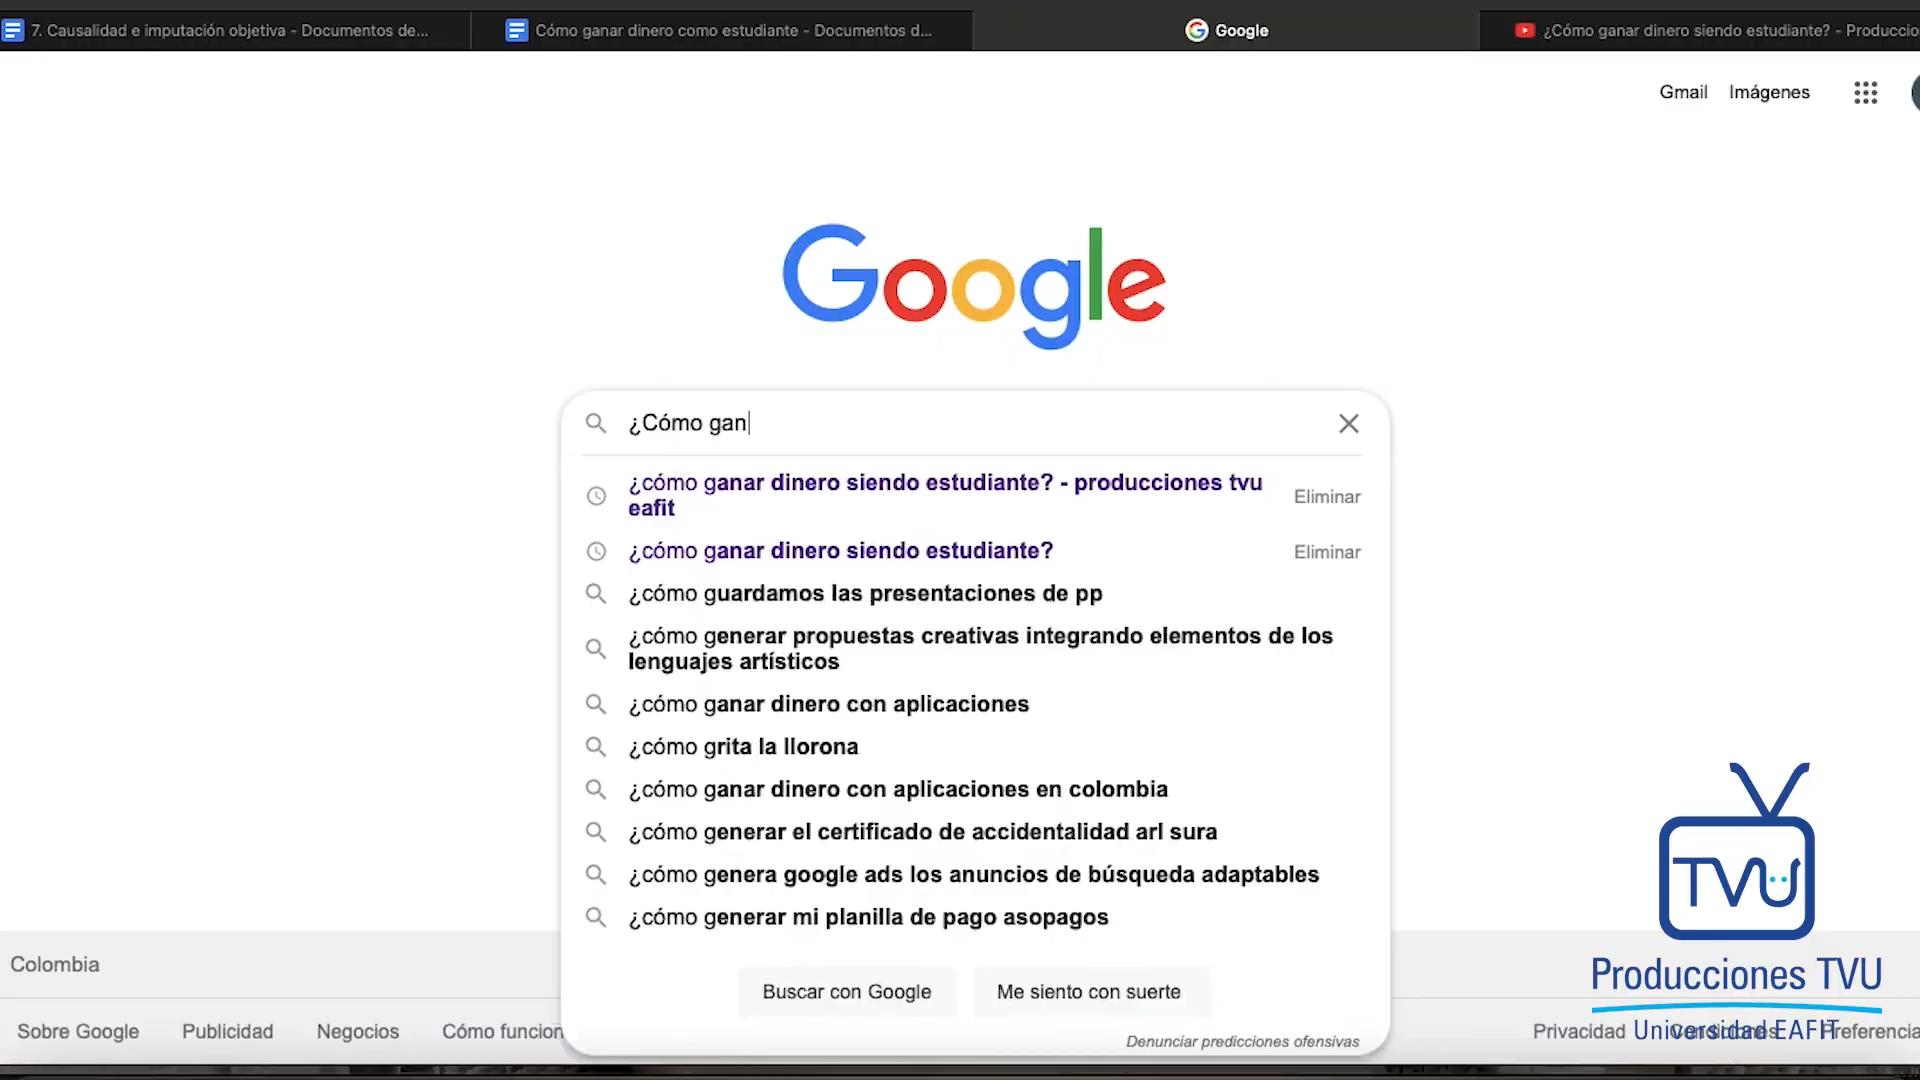 7. Causalidad e imputación objetiva - Documentos de...
Cómo ganar dinero como estudiante - Documentos d...
Google
¿Cómo ganar dinero siendo estudiante? - Produccio
Gmail
Imágenes
Google
¿Cómo gan
¿cómo ganar dinero siendo estudiante? - producciones tvu
eafit
Eliminar
¿cómo ganar dinero siendo estudiante?
Eliminar
¿cómo guardamos las presentaciones de pp
¿cómo generar propuestas creativas integrando elementos de los
lenguajes artísticos
¿cómo ganar dinero con aplicaciones
¿cómo grita la llorona
¿cómo ganar dinero con aplicaciones en colombia
¿cómo generar el certificado de accidentalidad arl sura
¿cómo genera google ads los anuncios de búsqueda adaptables
¿cómo generar mi planilla de pago asopagos
Buscar con Google
Me siento con suerte
Denunciar predicciones ofensivas
Colombia
Sobre Google
Publicidad
Negocios
Cómo funcion
Privacidad
Condiciones
Preferencia
TVU
Producciones TVU
Universidad EAFIT